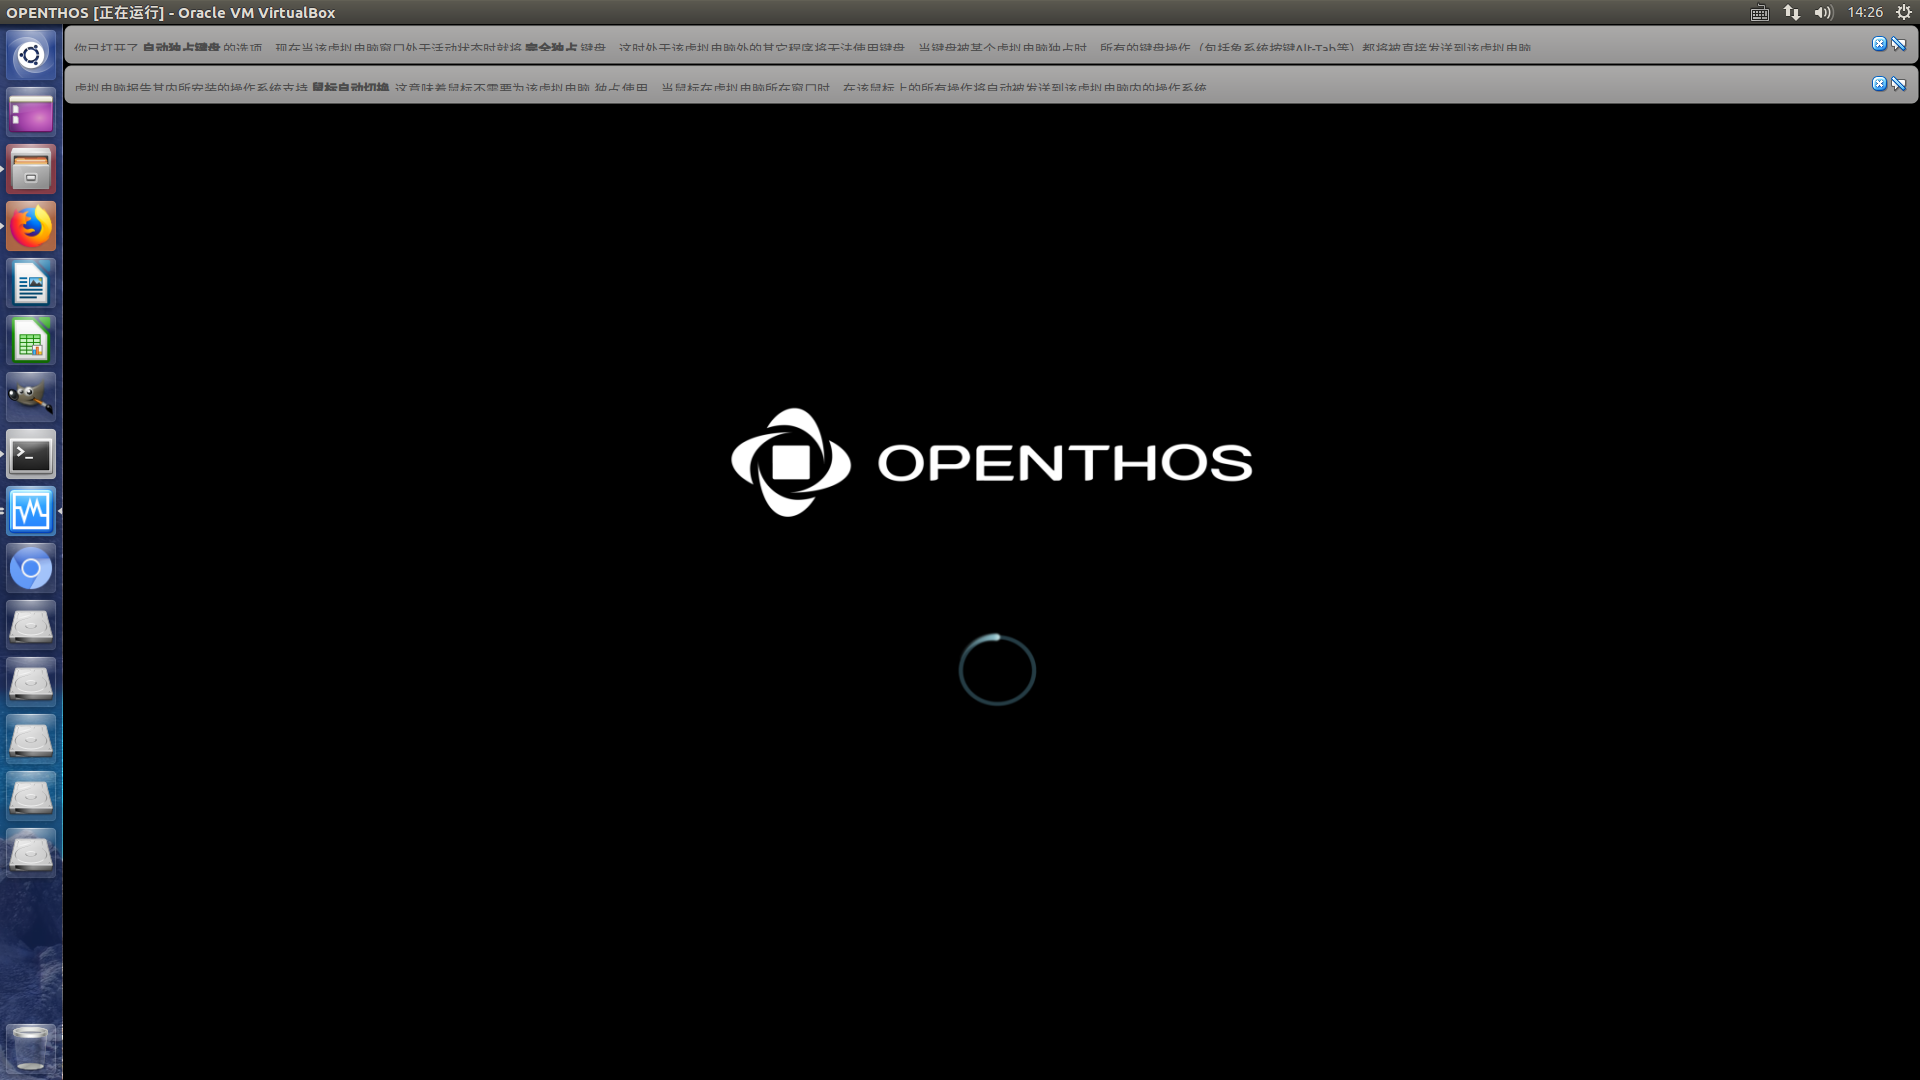 OPENTHOS [正在运行] - Oracle VM VirtualBox
14:26
你已打开了 自动独占键盘 的选项。现在当该虚拟电脑窗口处于活动状态时就将 完全独占 键盘，这时处于该虚拟电脑外的其它程序将无法使用键盘。当键盘被某个虚拟电脑独占时，所有的键盘操作（包括象系统按键Alt-Tab等）都将被直接发送到该虚拟电脑
虚拟电脑报告其内所安装的操作系统支持 鼠标自动切换 这意味着鼠标不需要为该虚拟电脑 独占使用。当鼠标在虚拟电脑所在窗口时，在该鼠标上的所有操作将自动被发送到该虚拟电脑内的操作系统
OPENTHOS